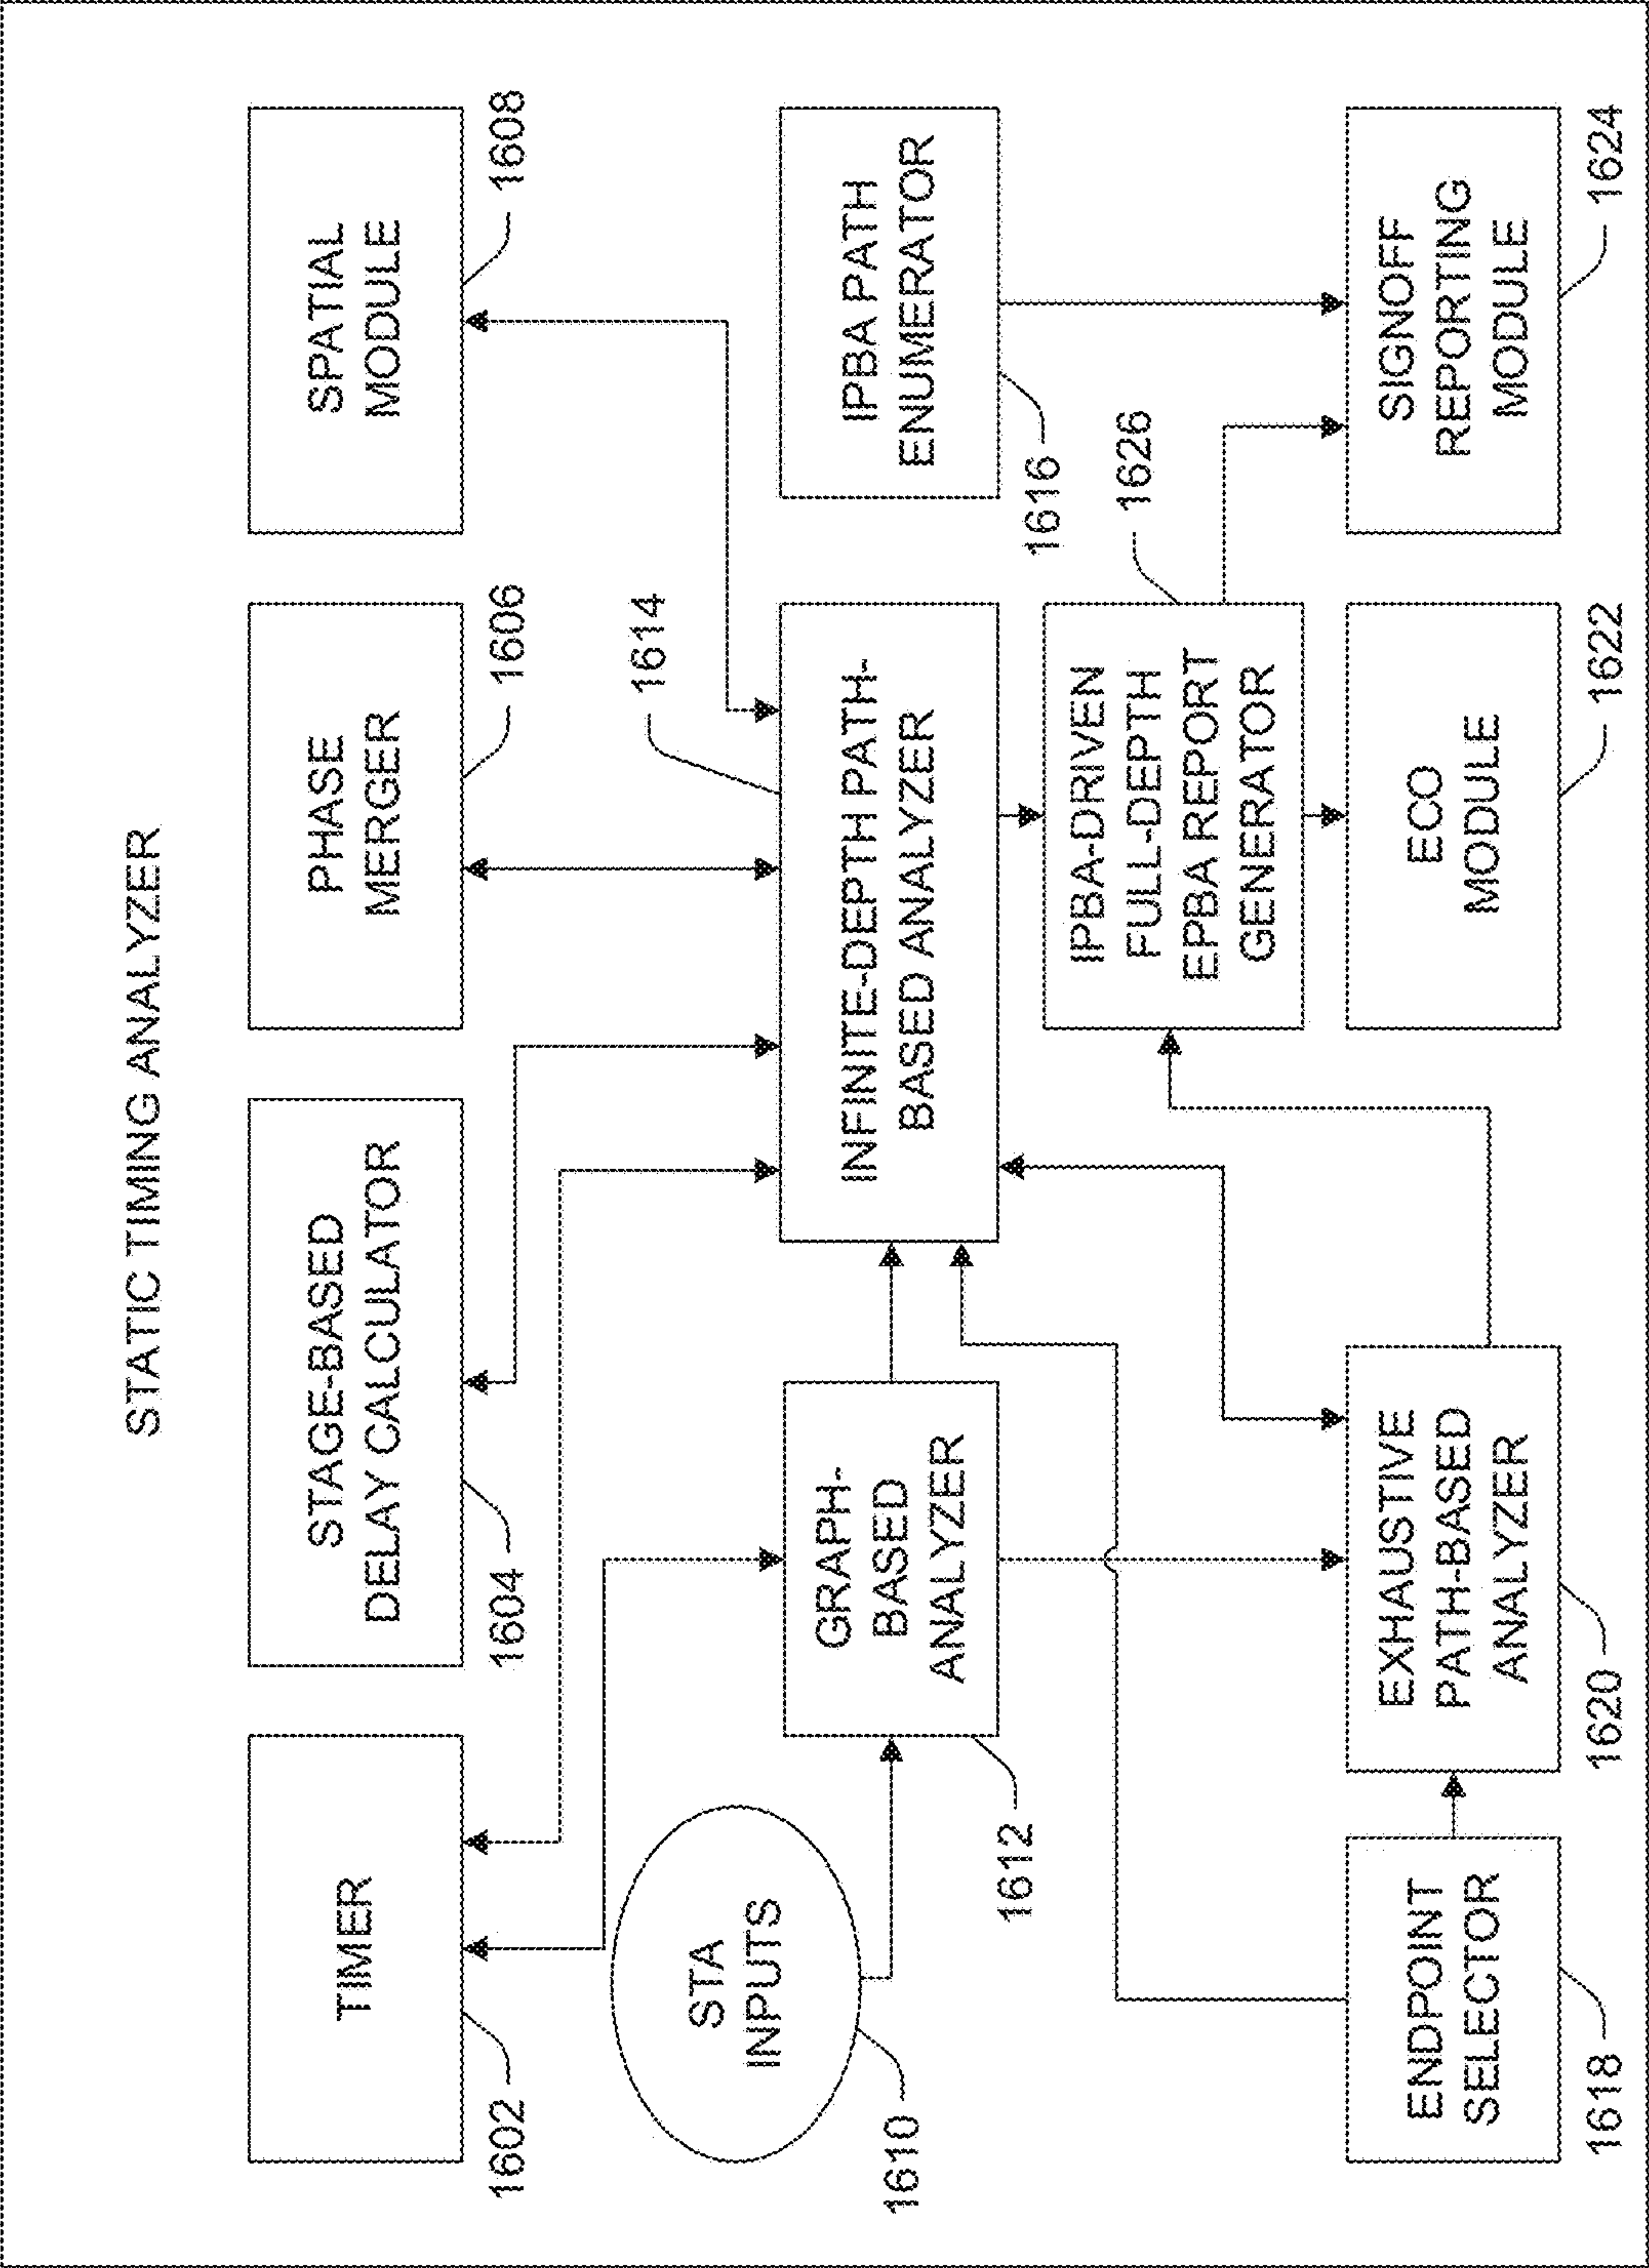 STATIC TIMING ANALYZER
TIMER
1602
STAGE-BASED
DELAY CALCULATOR
1604
PHASE
MERGER
1606
SPATIAL
MODULE
1608
STA
INPUTS
1610
GRAPH-
BASED
ANALYZER
1612
INFINITE-DEPTH PATH-
BASED ANALYZER
1614
IPBA PATH
ENUMERATOR
1616
IPBA-DRIVEN
FULL-DEPTH
EPBA REPORT
GENERATOR
1626
ENDPOINT
SELECTOR
1618
EXHAUSTIVE
PATH-BASED
ANALYZER
1620
ECO
MODULE
1622
SIGNOFF
REPORTING
MODULE
1624